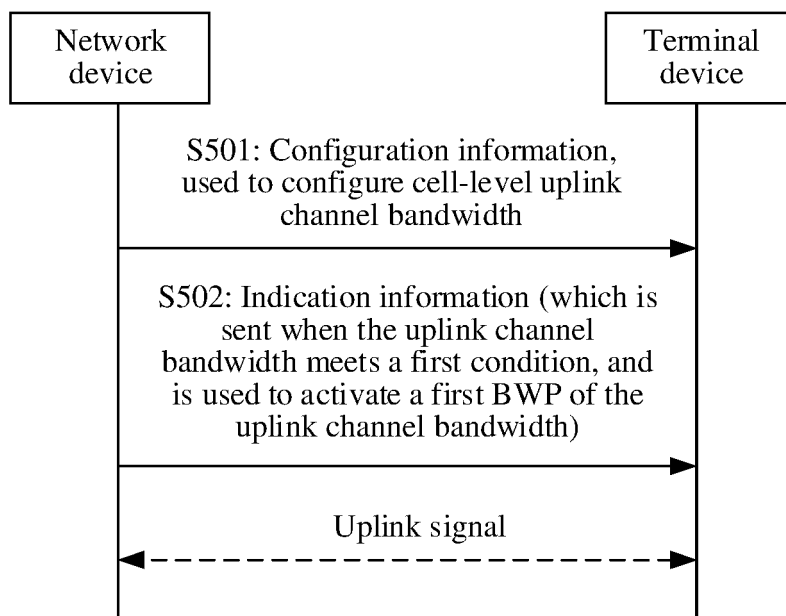 Network
device
Terminal
device
S501: Configuration information,
used to configure cell-level uplink
channel bandwidth
S502: Indication information (which is
sent when the uplink channel
bandwidth meets a first condition, and
is used to activate a first BWP of the
uplink channel bandwidth)
Uplink signal